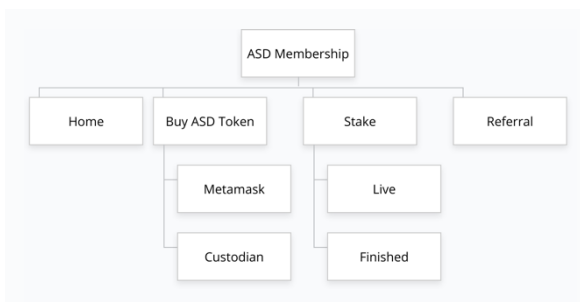 ASD Membership
Home
Buy ASD Token
Stake
Referral
Metamask
Live
Custodian
Finished